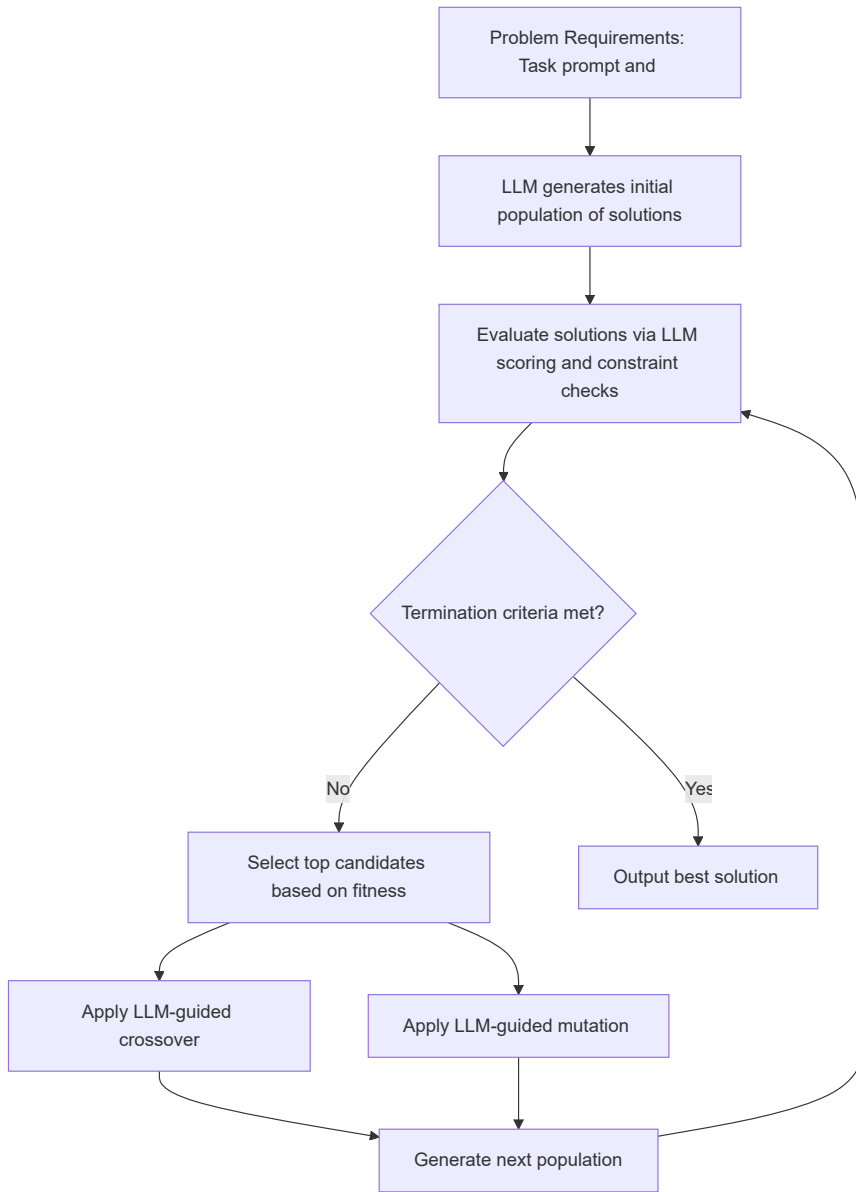 Problem Requirements:
Task prompt and
LLM generates initial
population of solutions
Evaluate solutions via LLM
scoring and constraint
checks
Termination criteria met?
No
Yes
Select top candidates
based on fitness
Output best solution
Apply LLM-guided
crossover
Apply LLM-guided mutation
Generate next population